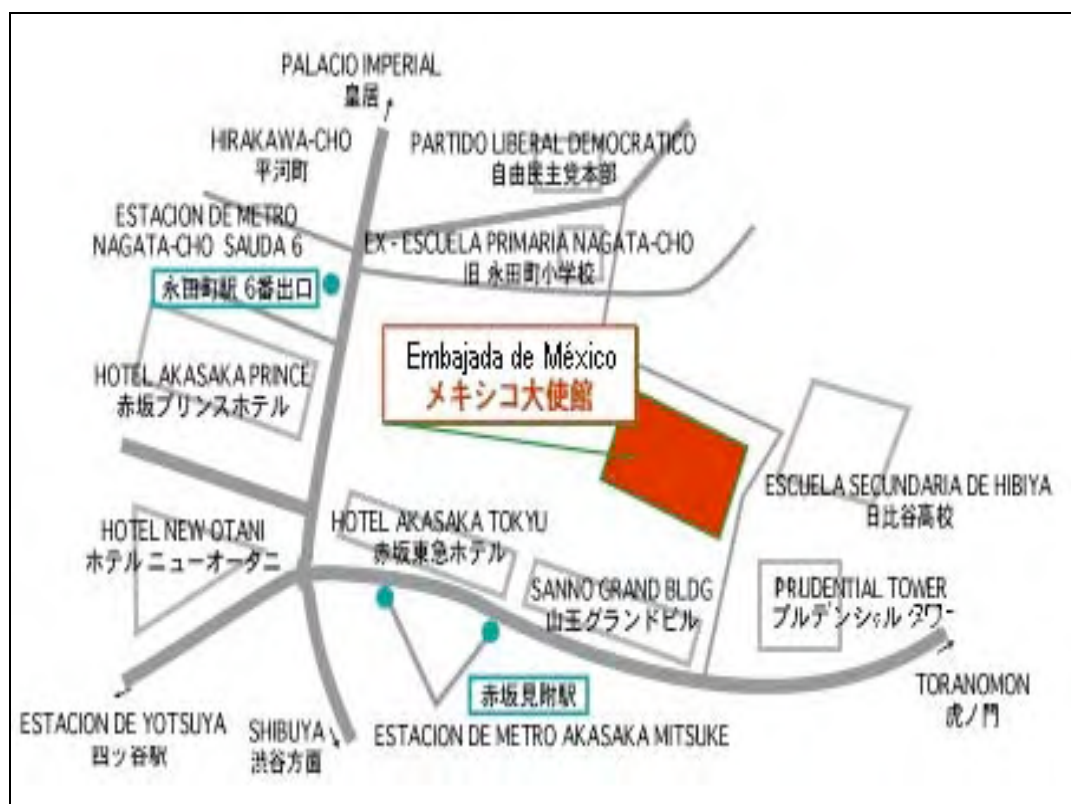 PALACIO IMPERIAL
皇居
HIRAKAWA-CHO
平河町
PARTIDO LIBERAL DEMOCRATICO
自由民主党本部
ESTACION DE METRO
NAGATA-CHO SAUDA 6
永田町駅 6番出口
EX - ESCUELA PRIMARIA NAGATA-CHO
旧 永田町小学校
Embajada de México
メキシコ大使館
HOTEL AKASAKA PRINCE
赤坂プリンスホテル
ESCUELA SECUNDARIA DE HIBIYA
日比谷高校
HOTEL NEW OTANI
ホテル ニューオータニ
HOTEL AKASAKA TOKYU
赤坂東急ホテル
SANNO GRAND BLDG
山王グランドビル
PRUDENTIAL TOWER
プルデンシャル タワー
TORANOMON
虎ノ門
赤坂見附駅
ESTACION DE METRO AKASAKA MITSUKE
ESTACION DE YOTSUYA
四ッ谷駅
SHIBUYA
渋谷方面